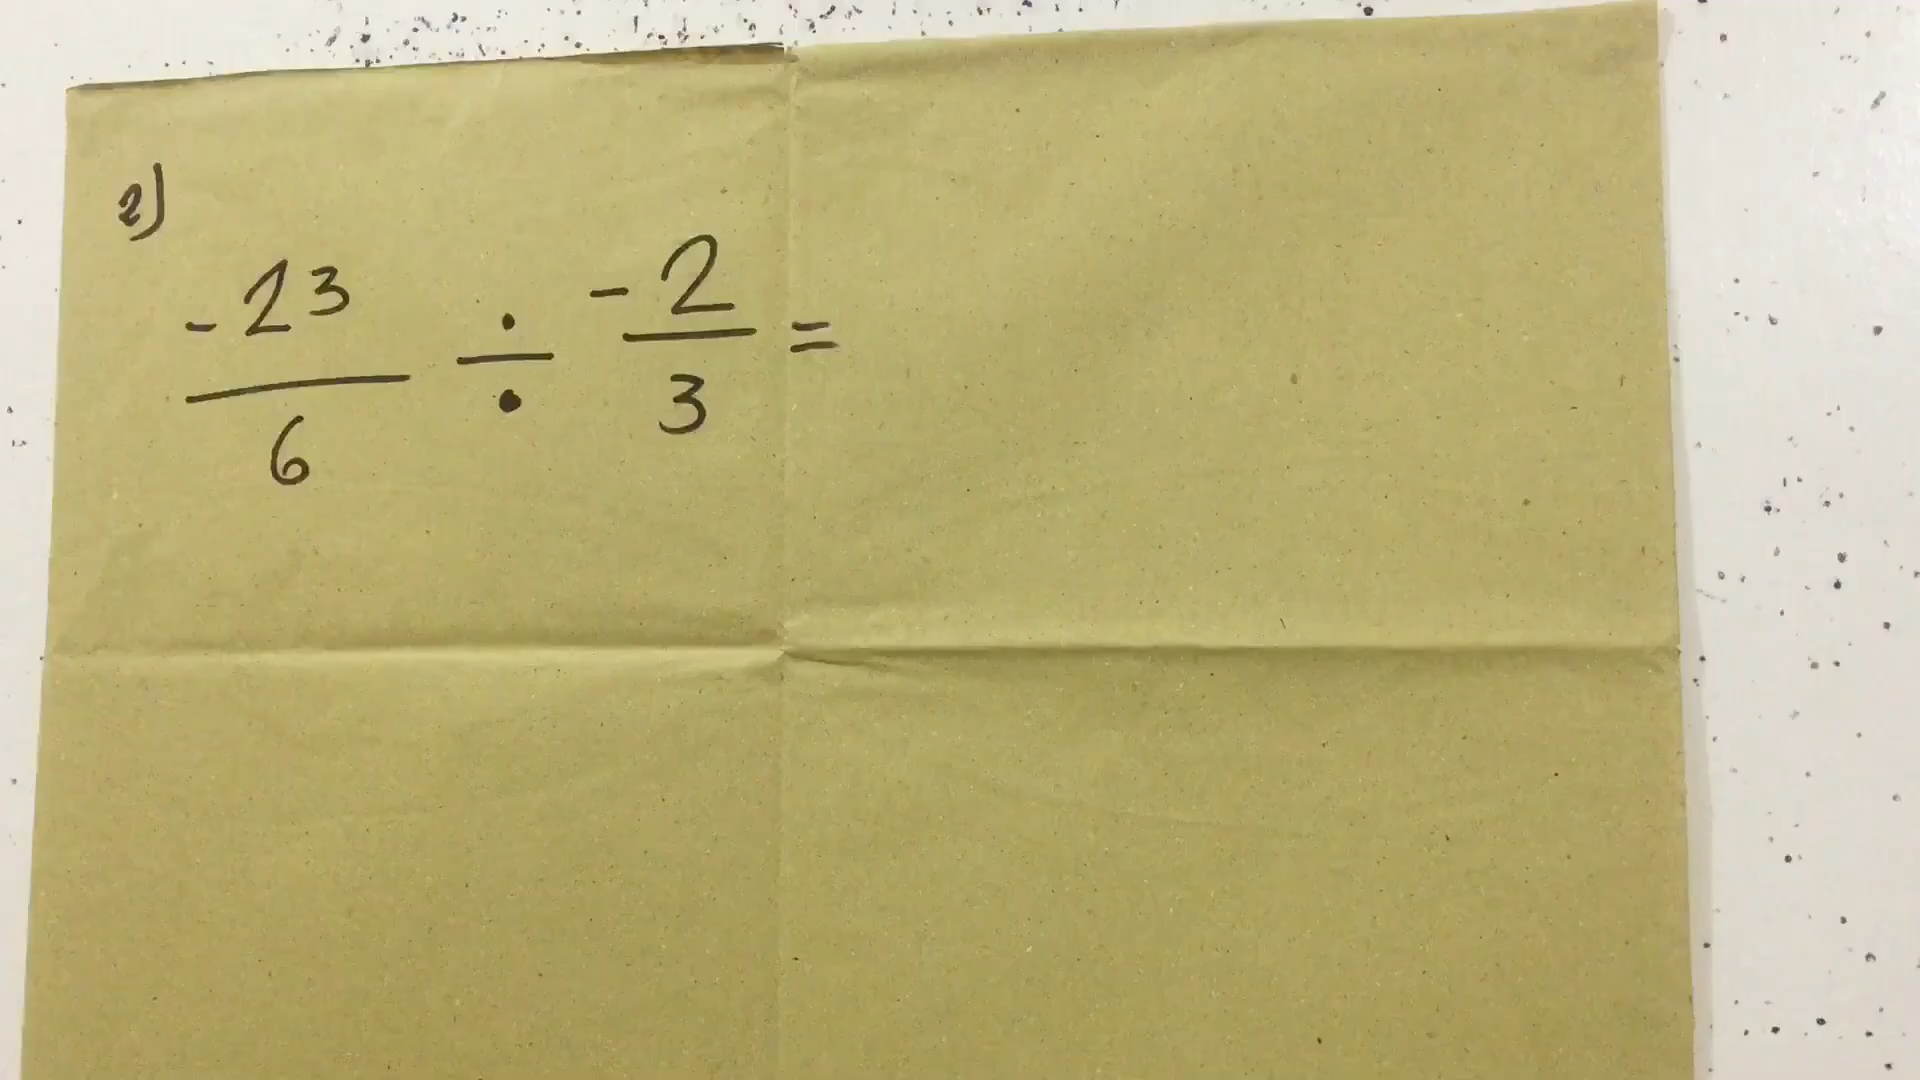 2)
-23/6 ÷ -2/3 =